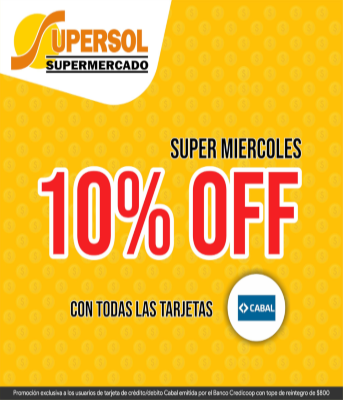 SUPERSOL
SUPERMERCADO
SUPER MIERCOLES
10% OFF
CON TODAS LAS TARJETAS
CABAL
Promoción exclusiva a los usuarios de tarjeta de crédito/debito Cabal emitida por el Banco Credicoop con tope de reintegro de $800